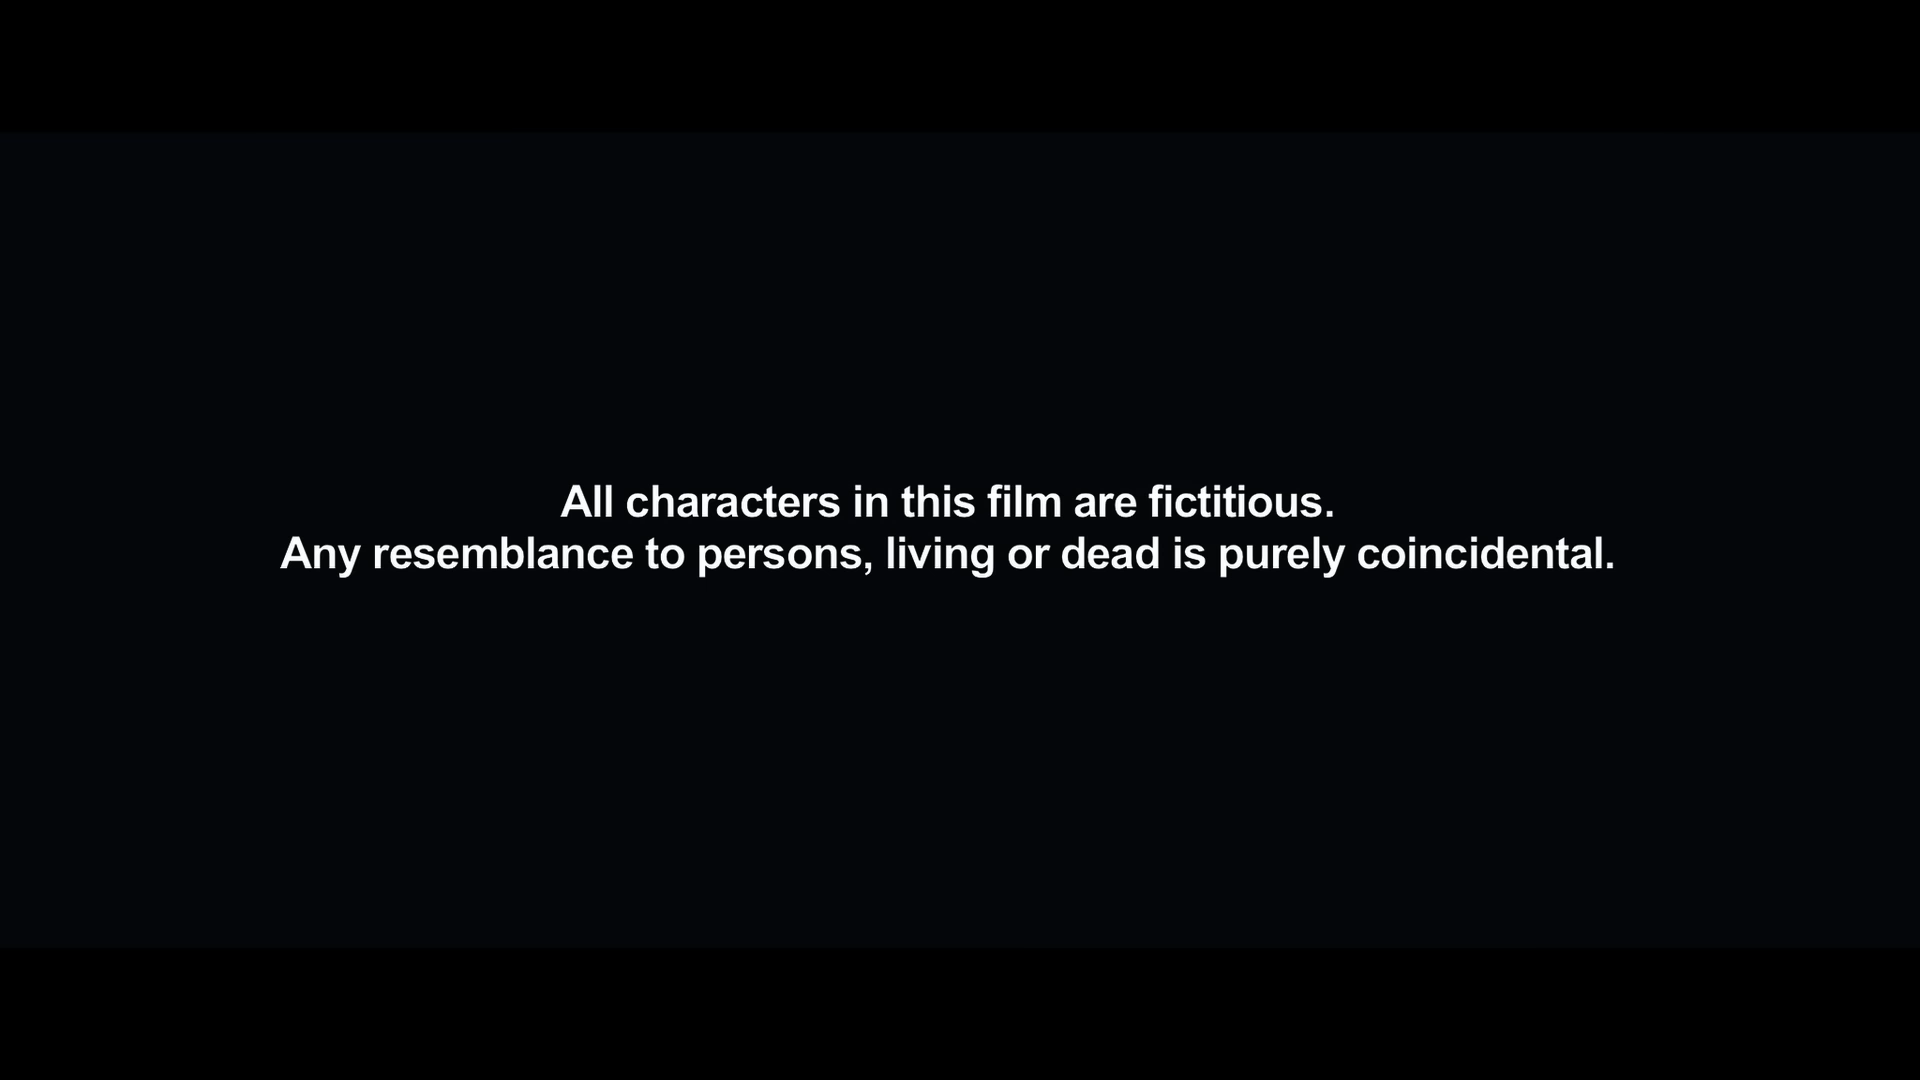 All characters in this film are fictitious.
Any resemblance to persons, living or dead is purely coincidental.